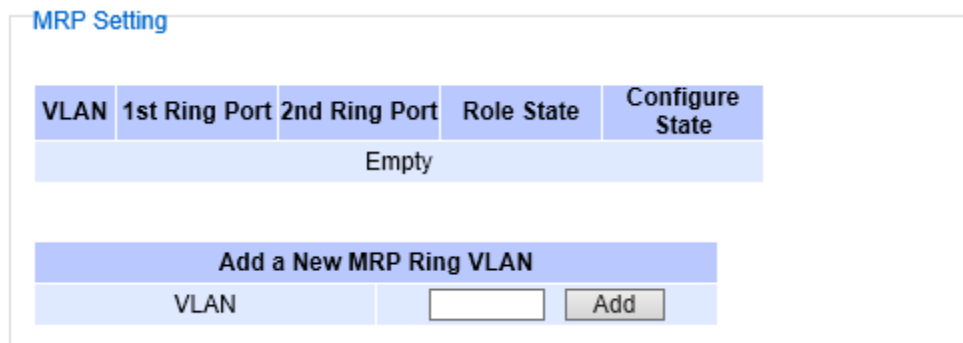 MRP Setting
VLAN 1st Ring Port 2nd Ring Port Role State Configure State
Empty
Add a New MRP Ring VLAN
VLAN Add